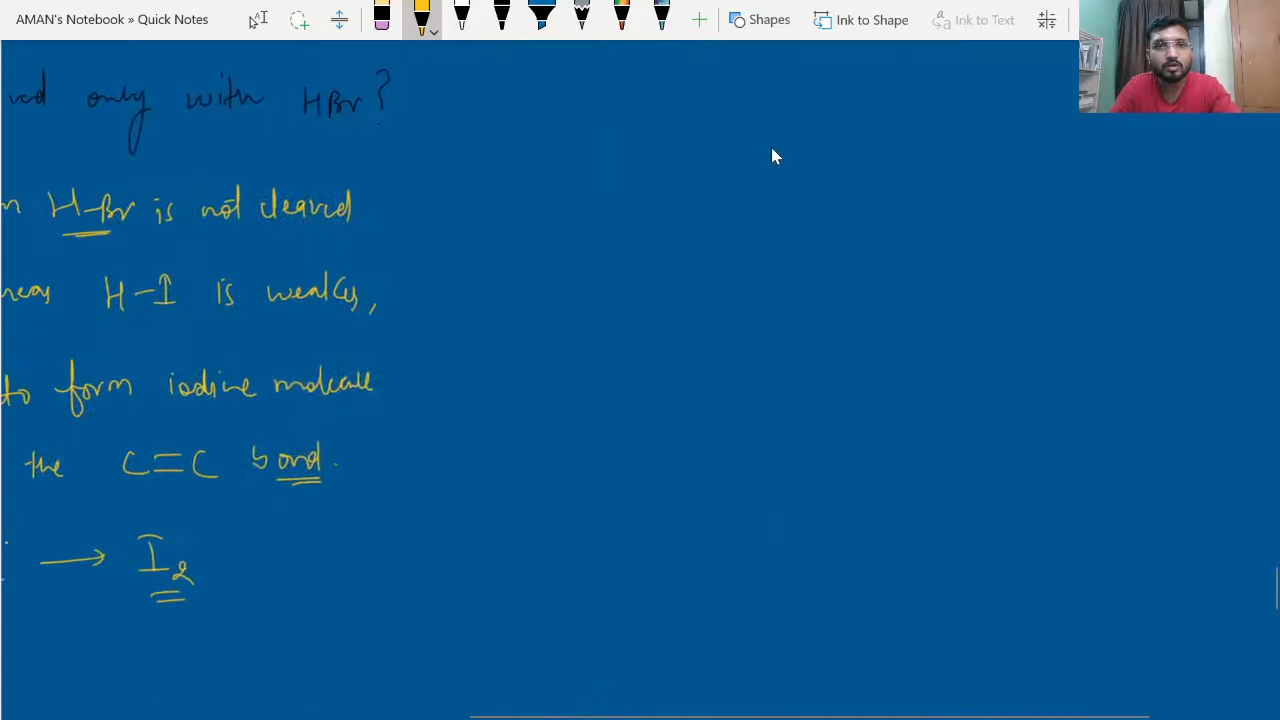 AMAN's Notebook » Quick Notes
Shapes
Ink to Shape
Ink to Text
only with HBr?
H-Br is not cleaved
H-I is weaker,
to form iodine molecule
the C=C bond.
→ I2